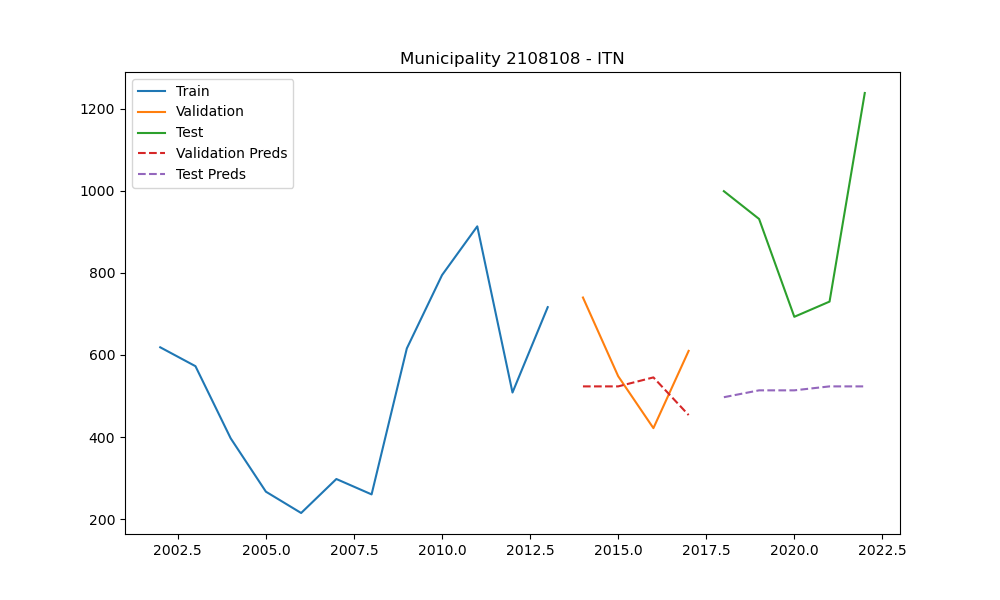 Municipality 2108108 - ITN
Train
Validation
Test
Validation Preds
Test Preds
1200
1000
800
600
400
200
2002.5 2005.0 2007.5 2010.0 2012.5 2015.0 2017.5 2020.0 2022.5